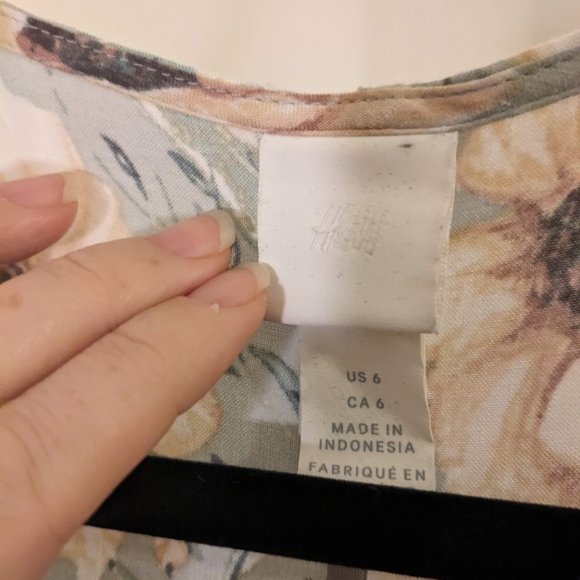 H&M
US 6
CA 6
MADE IN
INDONESIA
FABRIQUÉ EN